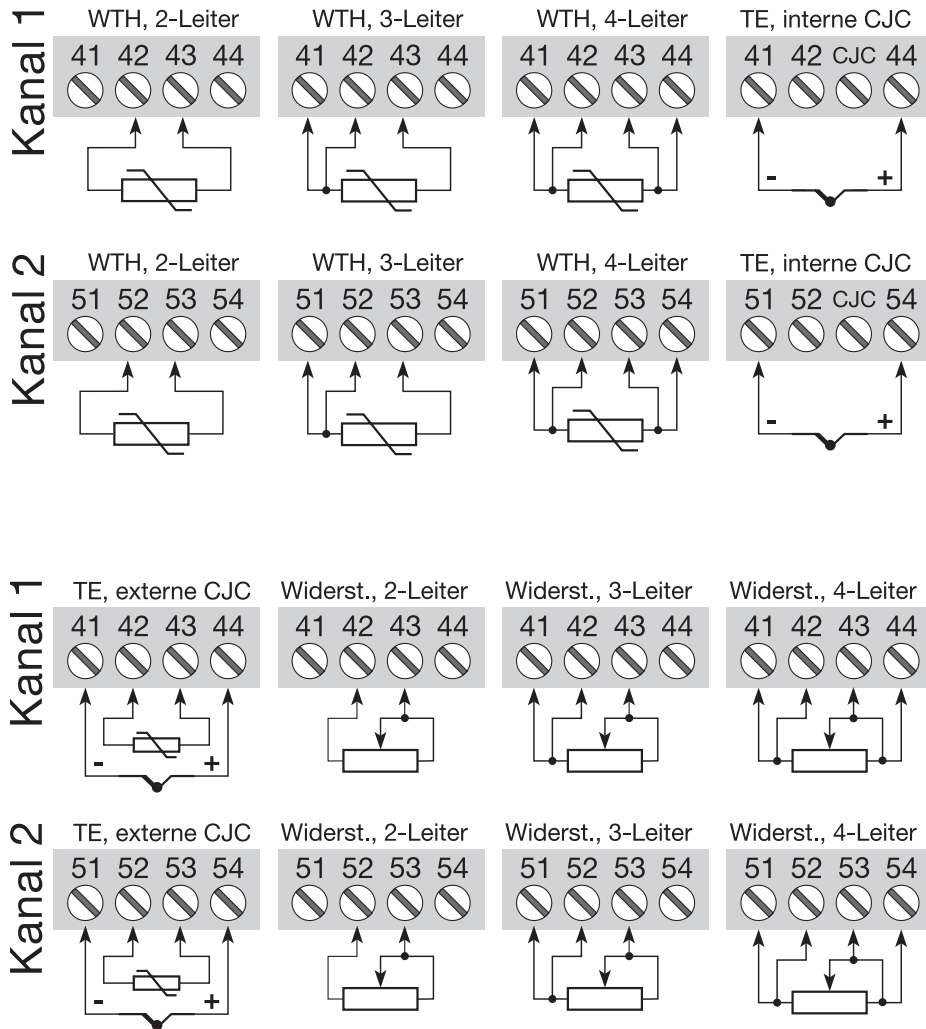 Kanal 1
WTH, 2-Leiter
41 42 43 44
WTH, 3-Leiter
41 42 43 44
WTH, 4-Leiter
41 42 43 44
TE, interne CJC
41 42 CJC 44
- +
Kanal 2
WTH, 2-Leiter
51 52 53 54
WTH, 3-Leiter
51 52 53 54
WTH, 4-Leiter
51 52 53 54
TE, interne CJC
51 52 CJC 54
- +
Kanal 1
TE, externe CJC
41 42 43 44
- +
Widerst., 2-Leiter
41 42 43 44
Widerst., 3-Leiter
41 42 43 44
Widerst., 4-Leiter
41 42 43 44
Kanal 2
TE, externe CJC
51 52 53 54
- +
Widerst., 2-Leiter
51 52 53 54
Widerst., 3-Leiter
51 52 53 54
Widerst., 4-Leiter
51 52 53 54